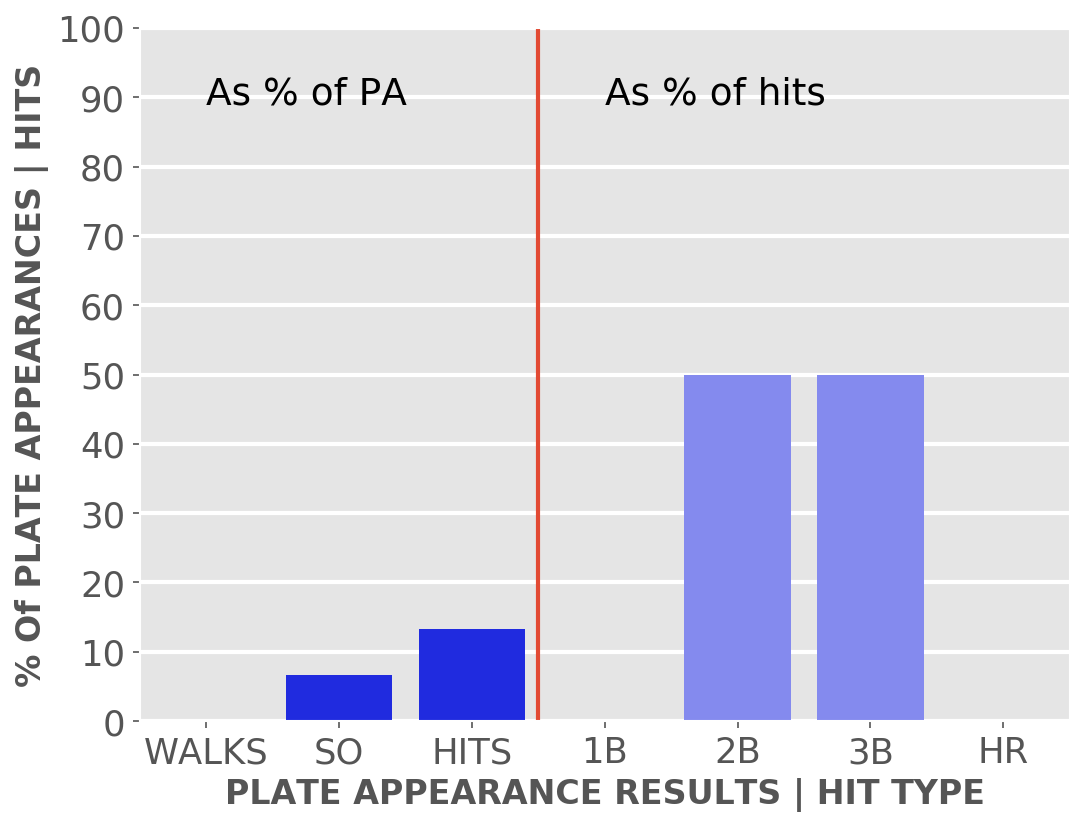 100
90
80
70
60
50
40
30
20
10
0
% Of PLATE APPEARANCES | HITS
As % of PA
As % of hits
WALKS SO HITS 1B 2B 3B HR
PLATE APPEARANCE RESULTS | HIT TYPE